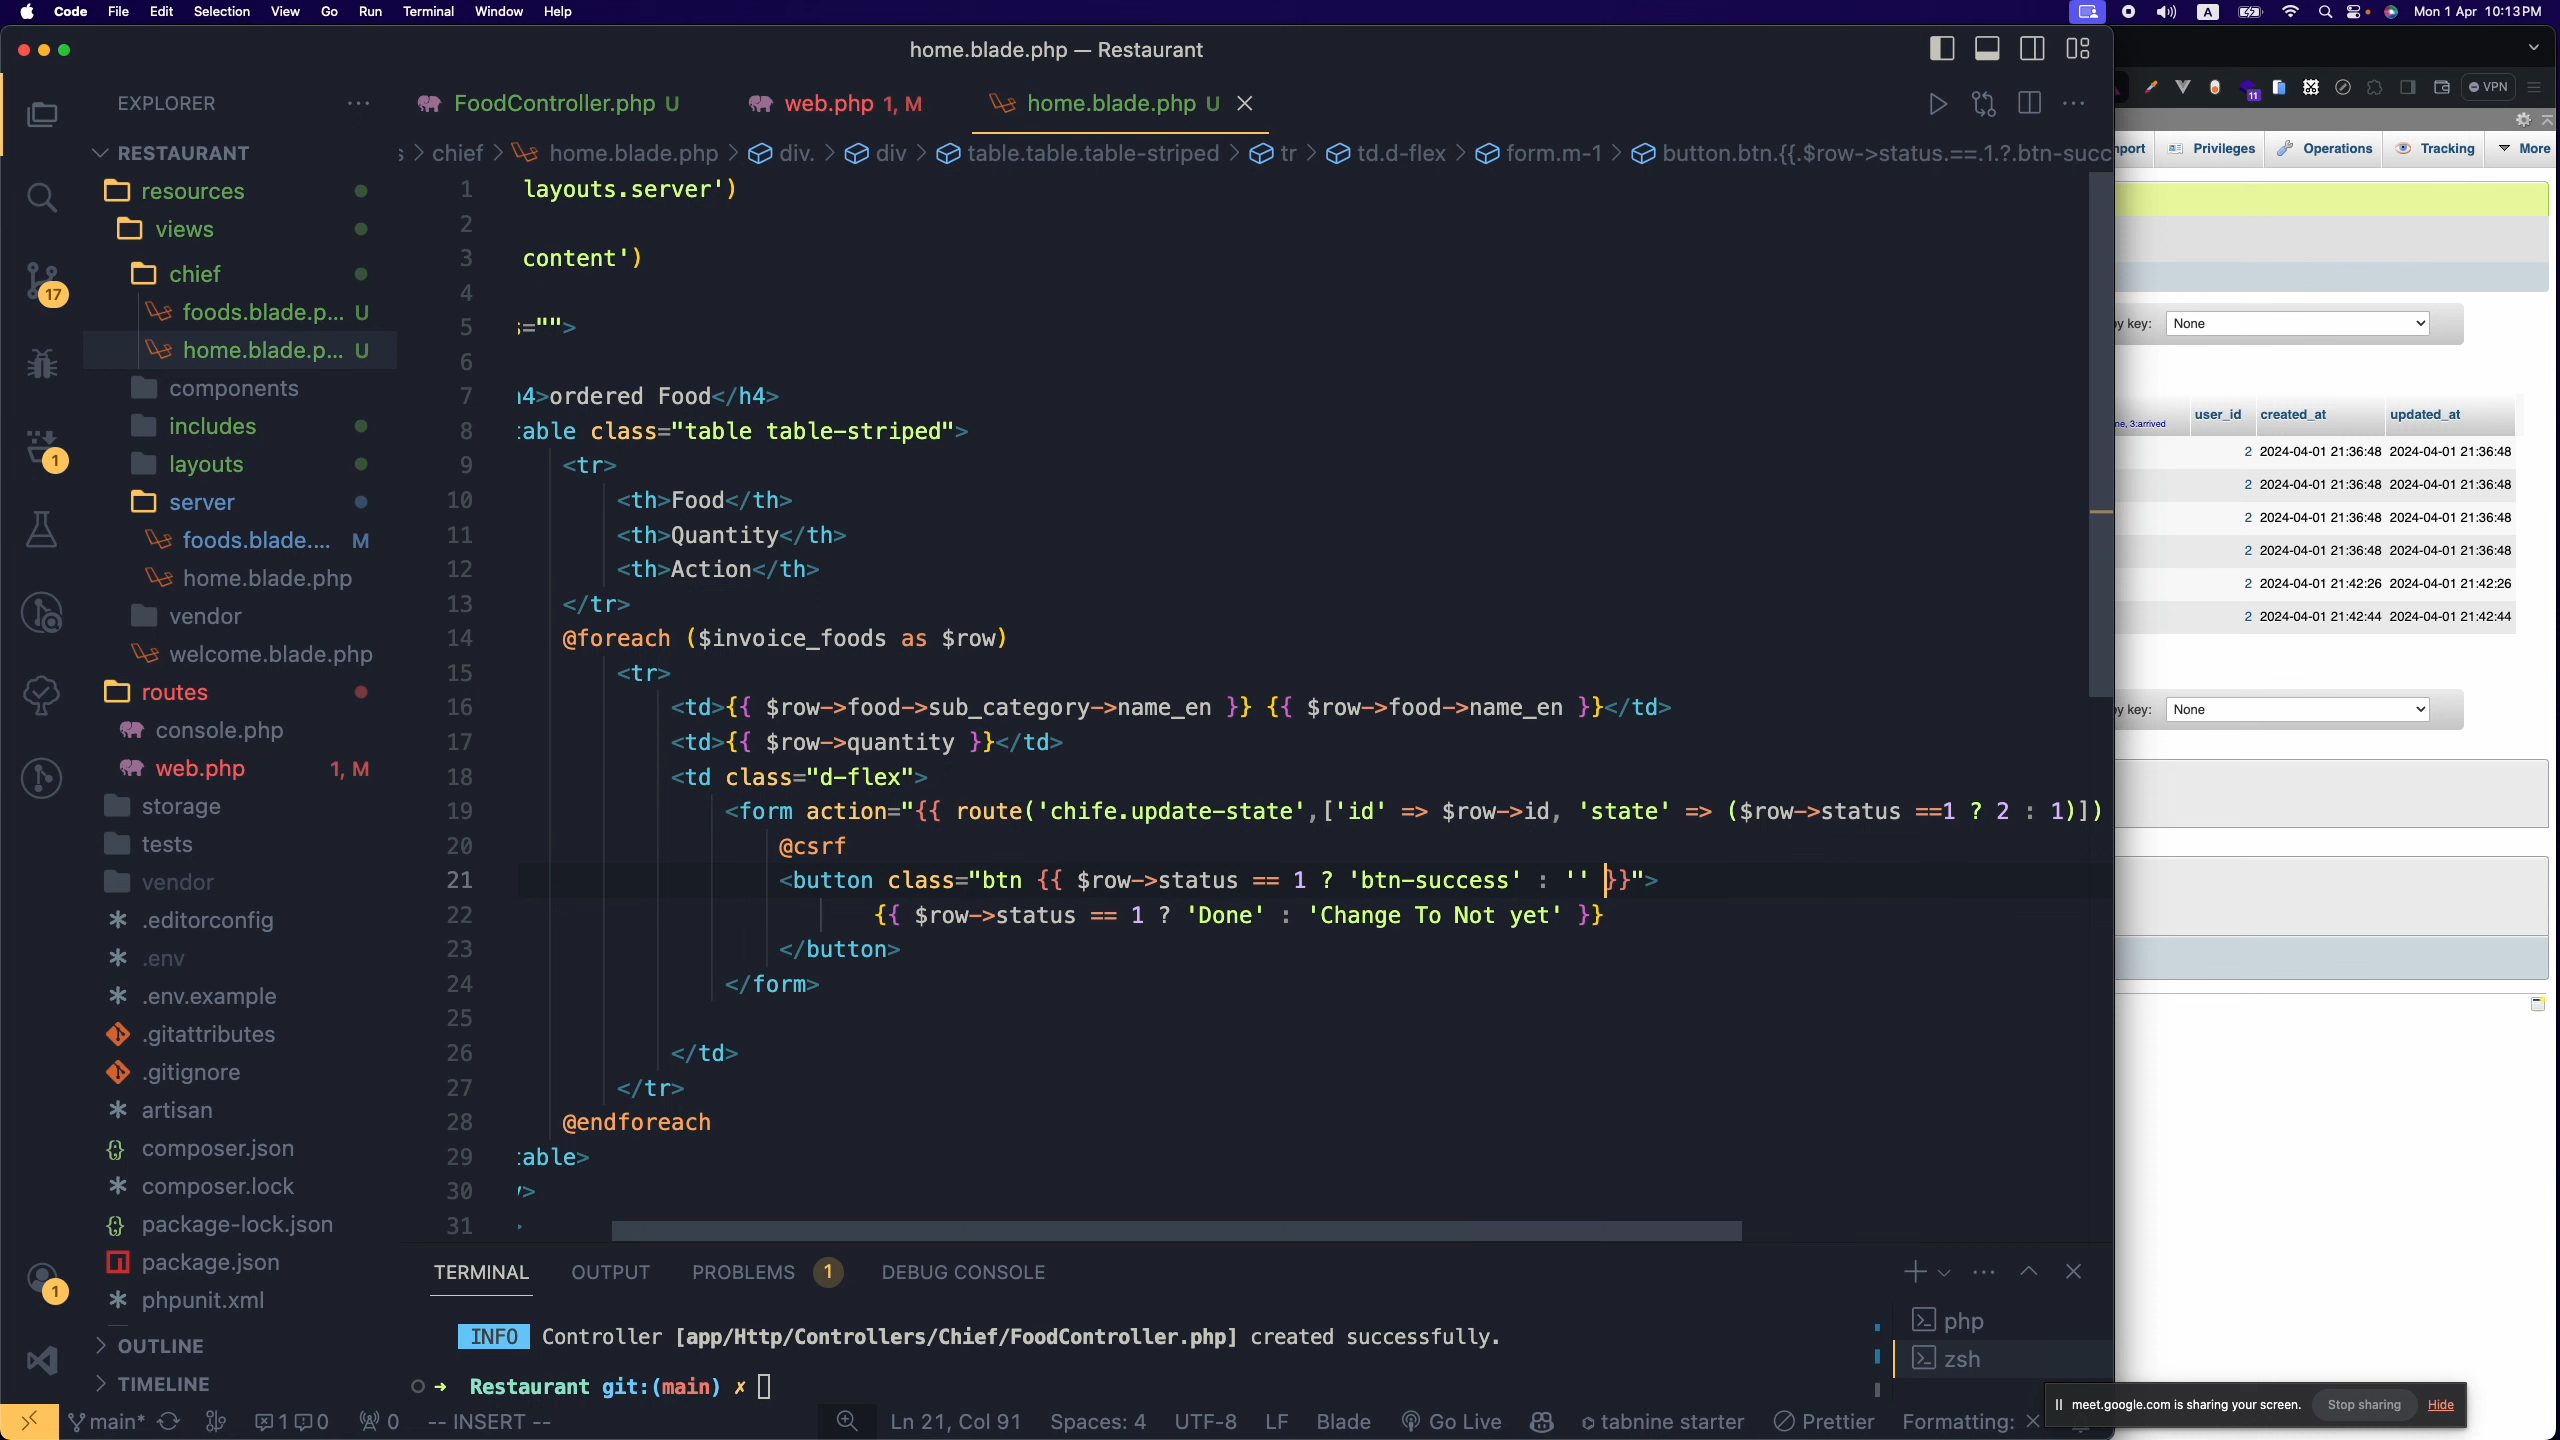 Code File Edit Selection View Go Run Terminal Window Help
A Mon 1 Apr 10:13 PM
home.blade.php — Restaurant
EXPLORER
FoodController.php U
web.php 1, M
home.blade.php U
RESTAURANT
chief > home.blade.php > div. > div > table.table.table-striped > tr > td.d-flex > form.m-1 > button.btn.{{.$row->status.==.1.?.btn-succ
resources
views
chief
foods.blade.p... U
home.blade.p... U
components
includes
layouts
server
foods.blade.... M
home.blade.php
vendor
welcome.blade.php
routes
console.php
web.php 1, M
storage
tests
vendor
.editorconfig
.env
.env.example
.gitattributes
.gitignore
artisan
composer.json
composer.lock
package-lock.json
package.json
phpunit.xml
OUTLINE
TIMELINE
17
1
1
1 layouts.server')
2
3 content')
4
5 ="">
6
7 h4>ordered Food</h4>
8 able class="table table-striped">
9 <tr>
10 <th>Food</th>
11 <th>Quantity</th>
12 <th>Action</th>
13 </tr>
14 @foreach ($invoice_foods as $row)
15 <tr>
16 <td>{{ $row->food->sub_category->name_en }} {{ $row->food->name_en }}</td>
17 <td>{{ $row->quantity }}</td>
18 <td class="d-flex">
19 <form action="{{ route('chife.update-state',['id' => $row->id, 'state' => ($row->status ==1 ? 2 : 1)])
20 @csrf
21 <button class="btn {{ $row->status == 1 ? 'btn-success' : '' }}">
22 {{ $row->status == 1 ? 'Done' : 'Change To Not yet' }}
23 </button>
24 </form>
25
26 </td>
27 </tr>
28 @endforeach
29 able>
30 >
31
TERMINAL OUTPUT PROBLEMS 1 DEBUG CONSOLE
INFO Controller [app/Http/Controllers/Chief/FoodController.php] created successfully.
➜ Restaurant git:(main) ✗
php
zsh
main* 1 0 0 -- INSERT -- Ln 21, Col 91 Spaces: 4 UTF-8 LF Blade Go Live tabnine starter Prettier Formatting: ×
11 VPN
port Privileges Operations Tracking More
y key: None
user_id created_at updated_at
ne, 3:arrived
2 2024-04-01 21:36:48 2024-04-01 21:36:48
2 2024-04-01 21:36:48 2024-04-01 21:36:48
2 2024-04-01 21:36:48 2024-04-01 21:36:48
2 2024-04-01 21:36:48 2024-04-01 21:36:48
2 2024-04-01 21:42:26 2024-04-01 21:42:26
2 2024-04-01 21:42:44 2024-04-01 21:42:44
y key: None
meet.google.com is sharing your screen. Stop sharing Hide